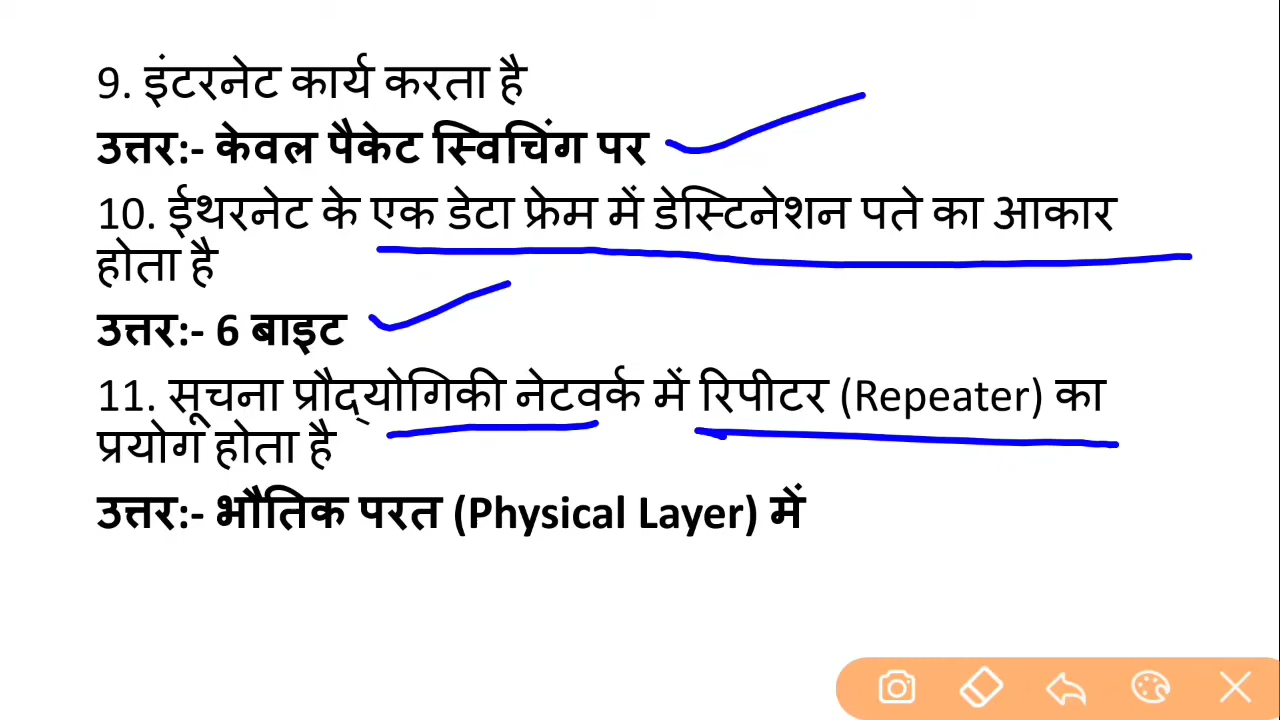 9. इंटरनेट कार्य करता है
उत्तर:- केवल पैकेट स्विचिंग पर
10. ईथरनेट के एक डेटा फ्रेम में डेस्टिनेशन पते का आकार
होता है
उत्तर:- 6 बाइट
11. सूचना प्रौद्योगिकी नेटवर्क में रिपीटर (Repeater) का
प्रयोग होता है
उत्तर:- भौतिक परत (Physical Layer) में